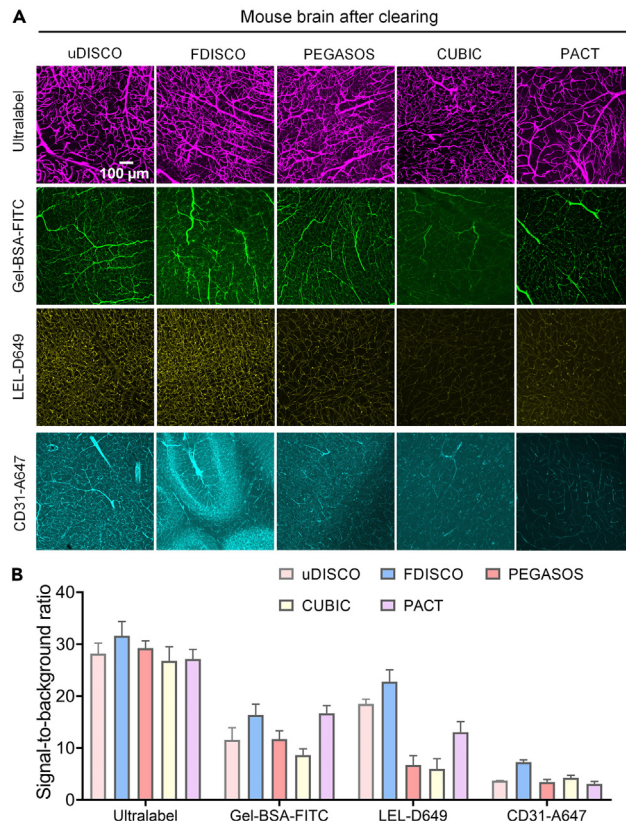 A
Mouse brain after clearing
uDISCO FDISCO PEGASOS CUBIC PACT
Ultralabel
100 µm
Gel-BSA-FITC
LEL-D649
CD31-A647
B
uDISCO FDISCO PEGASOS
CUBIC PACT
Signal-to-background ratio
40
30
20
10
0
Ultralabel Gel-BSA-FITC LEL-D649 CD31-A647